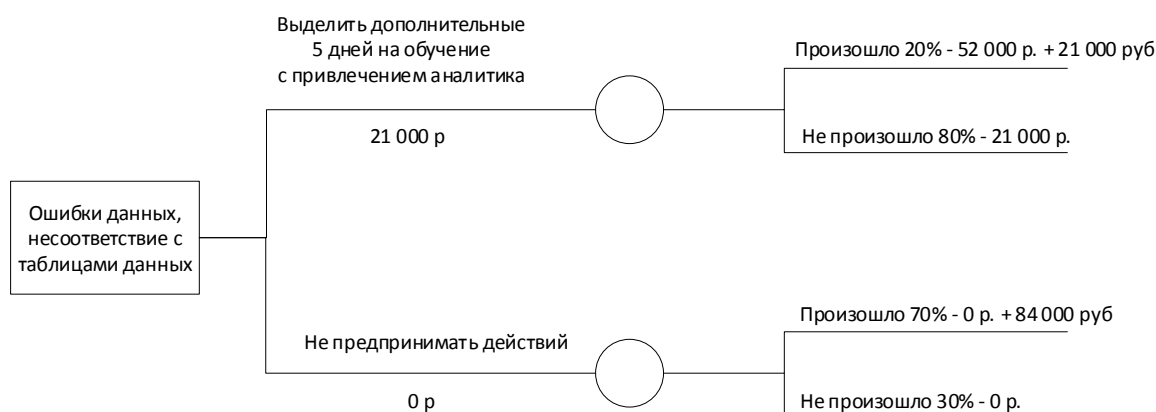 Выделить дополнительные
5 дней на обучение
с привлечением аналитика
21 000 р
Произошло 20% - 52 000 р. + 21 000 руб
Не произошло 80% - 21 000 р.
Ошибки данных,
несоответствие с
таблицами данных
Не предпринимать действий
0 р
Произошло 70% - 0 р. + 84 000 руб
Не произошло 30% - 0 р.